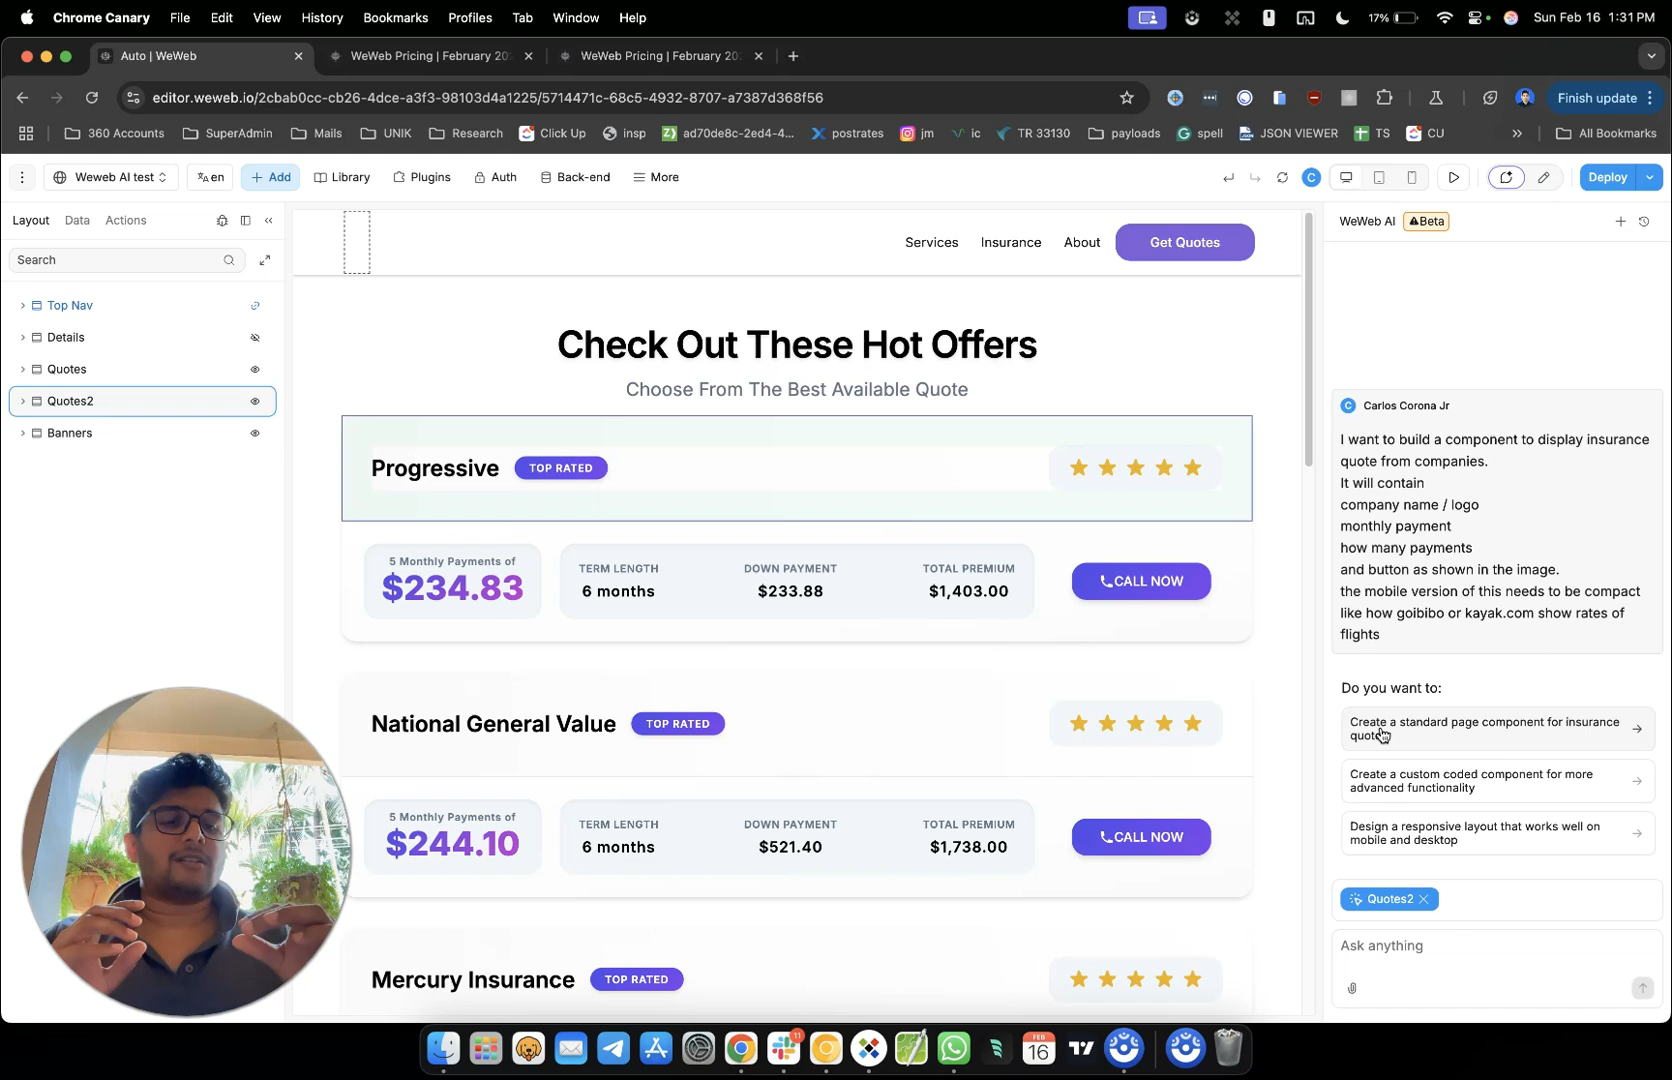 Chrome Canary File Edit View History Bookmarks Profiles Tab Window Help 17% Sun Feb 16 1:31 PM
Auto | WeWeb WeWeb Pricing | February 20 WeWeb Pricing | February 20
editor.weweb.io/2cbab0cc-cb26-4dce-a3f3-98103d4a1225/5714471c-68c5-4932-8707-a7387d368f56 Finish update
360 Accounts SuperAdmin Mails UNIK Research Click Up insp ad70de8c-2ed4-4... postrates jm ic TR 33130 payloads spell JSON VIEWER TS CU » All Bookmarks
Weweb AI test en + Add Library Plugins Auth Back-end More C Deploy
Layout Data Actions
Search
Top Nav
Details
Quotes
Quotes2
Banners
Services Insurance About Get Quotes
Check Out These Hot Offers
Choose From The Best Available Quote
Progressive TOP RATED
5 Monthly Payments of
$234.83
TERM LENGTH DOWN PAYMENT TOTAL PREMIUM
6 months $233.88 $1,403.00
CALL NOW
National General Value TOP RATED
5 Monthly Payments of
$244.10
TERM LENGTH DOWN PAYMENT TOTAL PREMIUM
6 months $521.40 $1,738.00
CALL NOW
Mercury Insurance TOP RATED
WeWeb AI Beta
C Carlos Corona Jr
I want to build a component to display insurance
quote from companies.
It will contain
company name / logo
monthly payment
how many payments
and button as shown in the image.
the mobile version of this needs to be compact
like how goibibo or kayak.com show rates of
flights
Do you want to:
Create a standard page component for insurance
Create a custom coded component for more
advanced functionality
Design a responsive layout that works well on
mobile and desktop
Quotes2
Ask anything
11
FEB
16